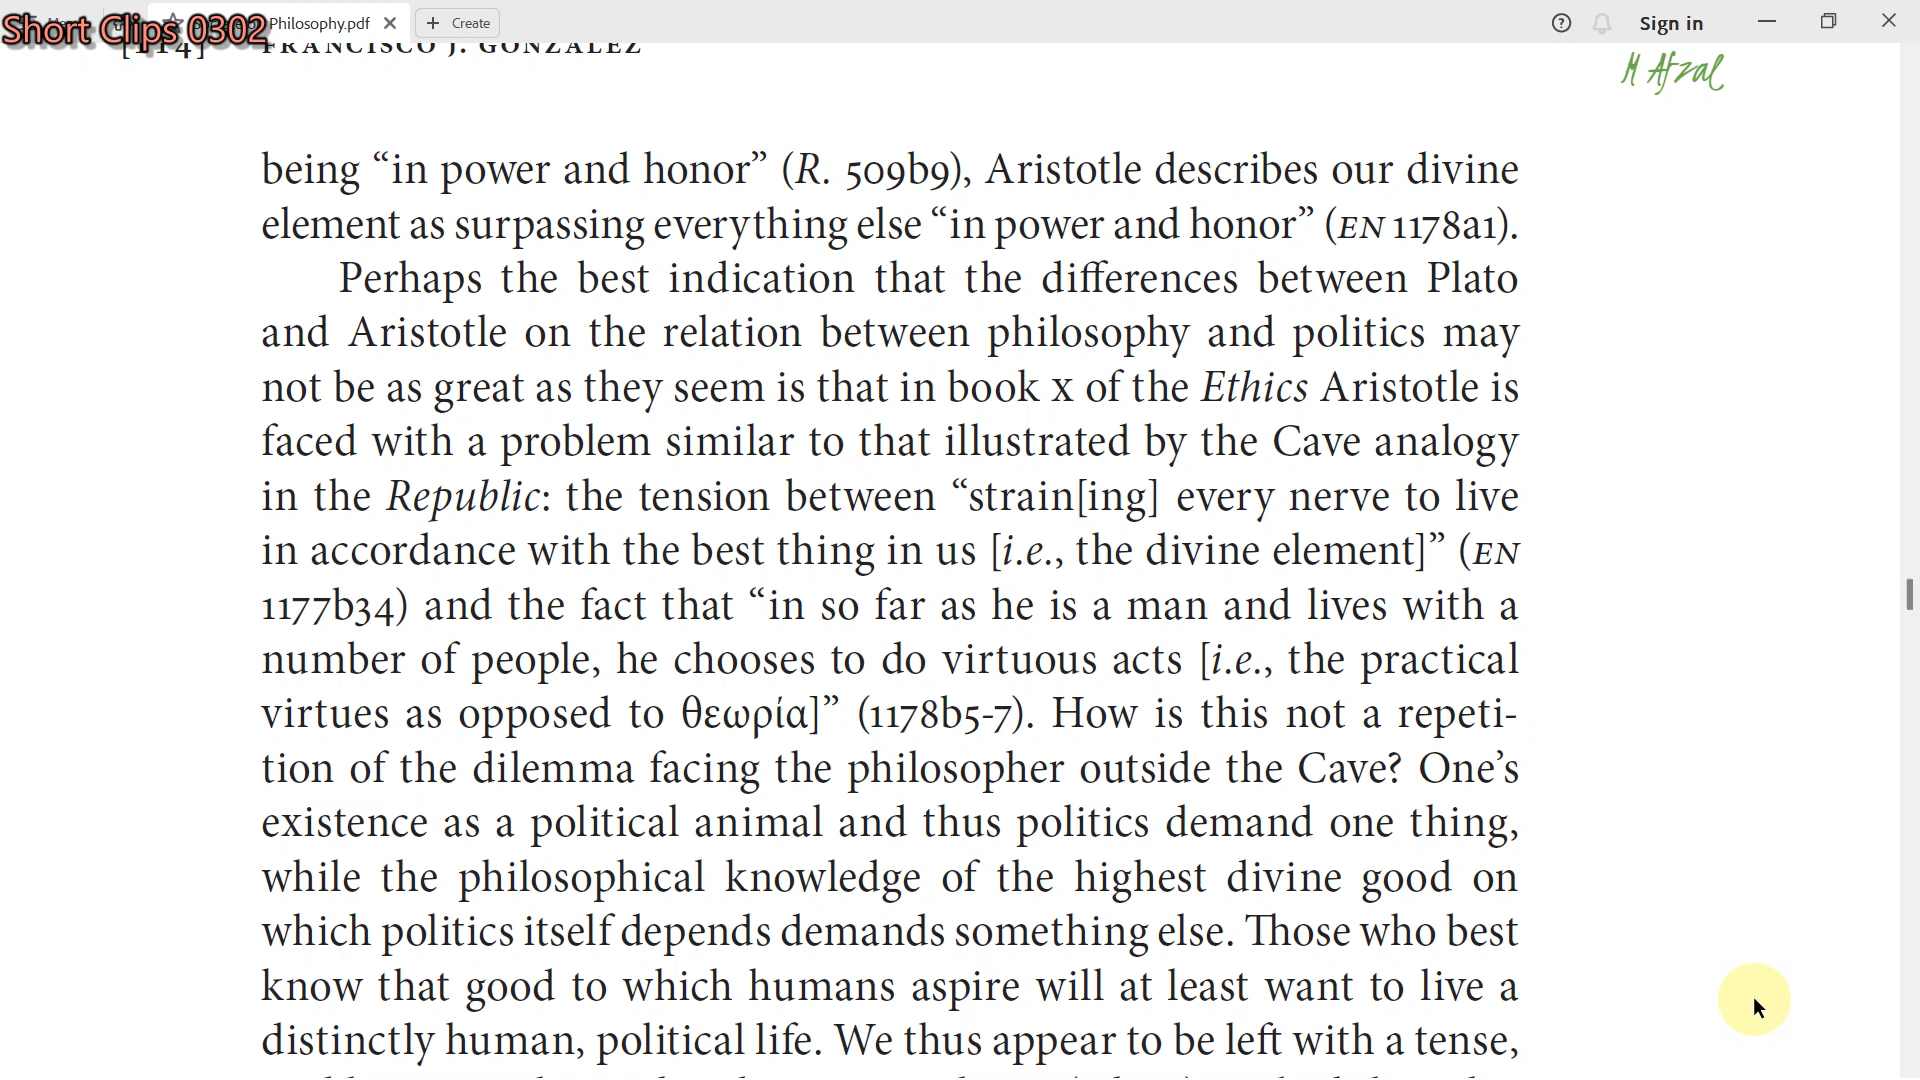 Short Clips 0302
Philosophy.pdf
Create
Sign in
[114] FRANCISCO J. GONZALEZ
M Afzal
being “in power and honor” (R. 509b9), Aristotle describes our divine
element as surpassing everything else “in power and honor” (EN 1178a1).
Perhaps the best indication that the differences between Plato
and Aristotle on the relation between philosophy and politics may
not be as great as they seem is that in book x of the Ethics Aristotle is
faced with a problem similar to that illustrated by the Cave analogy
in the Republic: the tension between “strain[ing] every nerve to live
in accordance with the best thing in us [i.e., the divine element]” (EN
1177b34) and the fact that “in so far as he is a man and lives with a
number of people, he chooses to do virtuous acts [i.e., the practical
virtues as opposed to θεωρία]” (1178b5-7). How is this not a repeti-
tion of the dilemma facing the philosopher outside the Cave? One’s
existence as a political animal and thus politics demand one thing,
while the philosophical knowledge of the highest divine good on
which politics itself depends demands something else. Those who best
know that good to which humans aspire will at least want to live a
distinctly human, political life. We thus appear to be left with a tense,